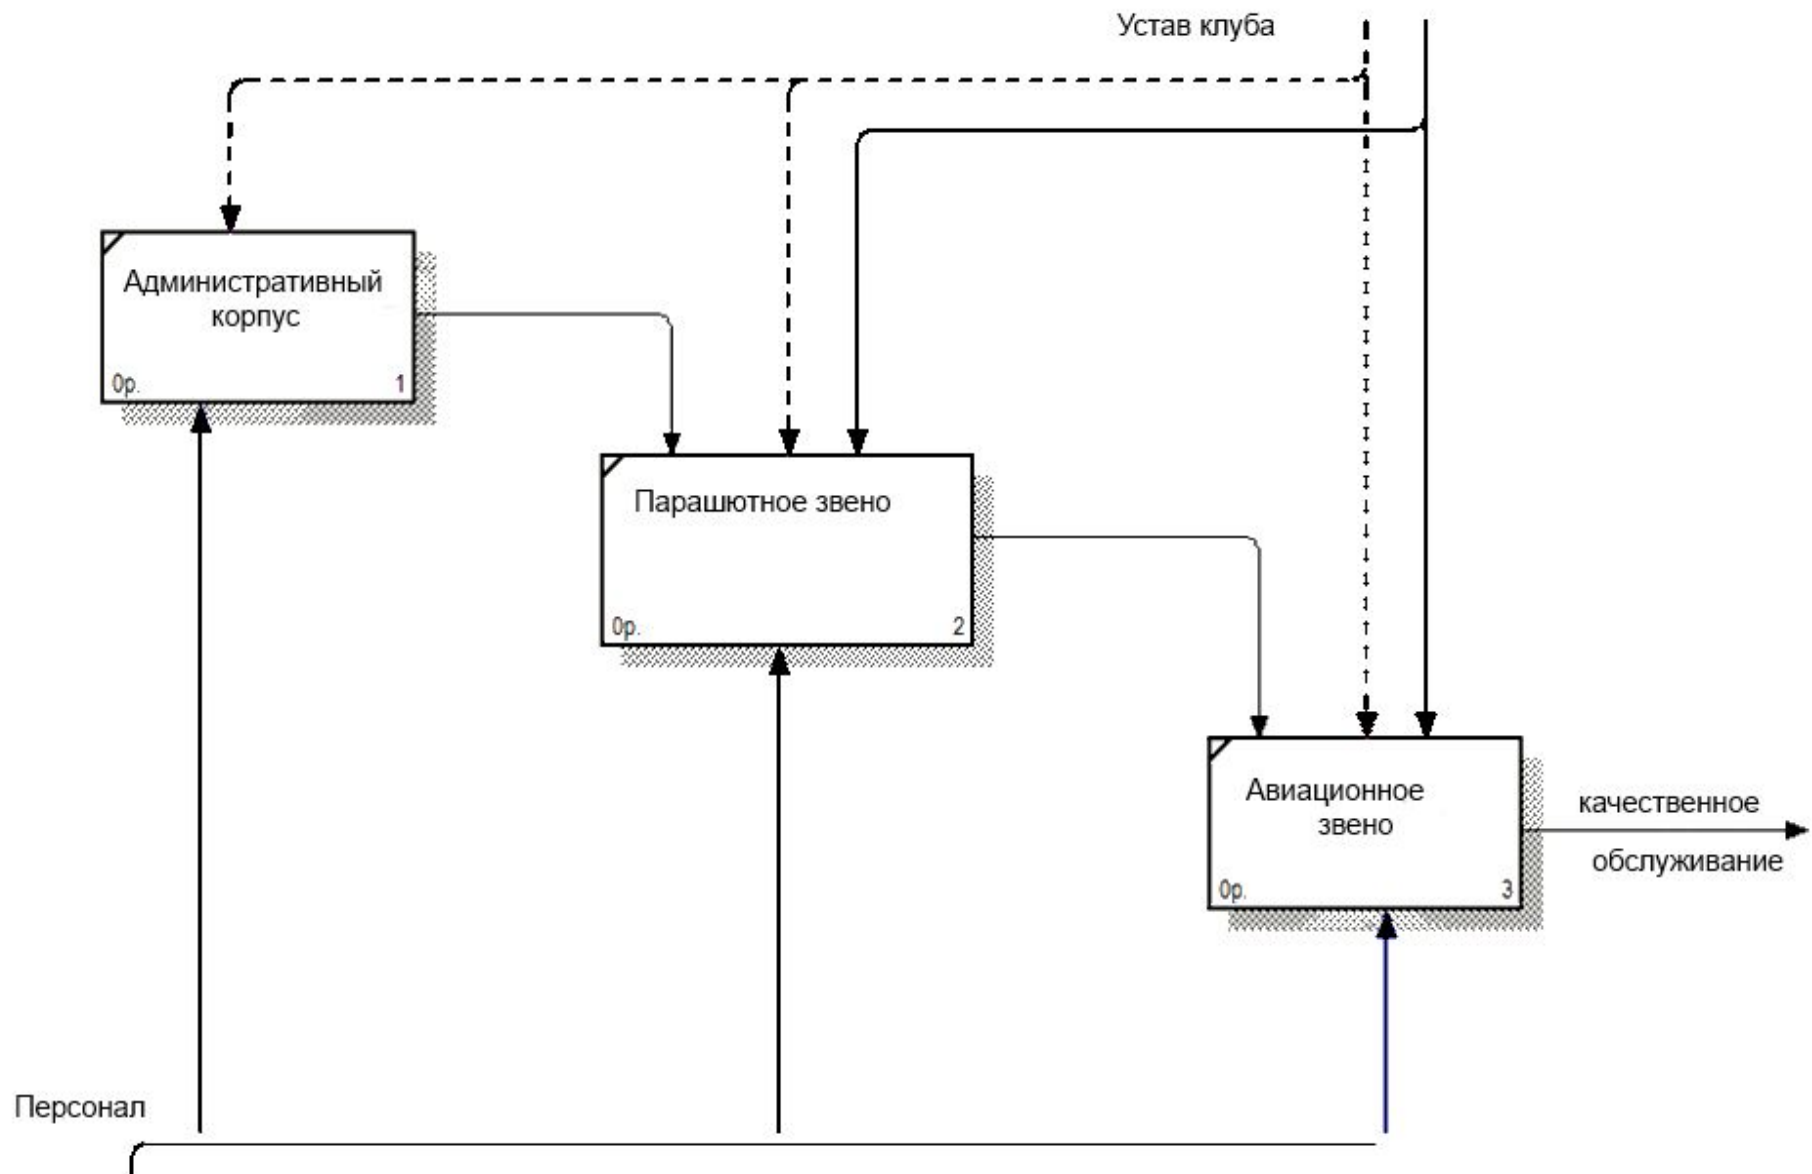 Устав клуба
Административный
корпус
0р.
1
Парашютное звено
0р.
2
Авиационное
звено
0р.
3
качественное
обслуживание
Персонал